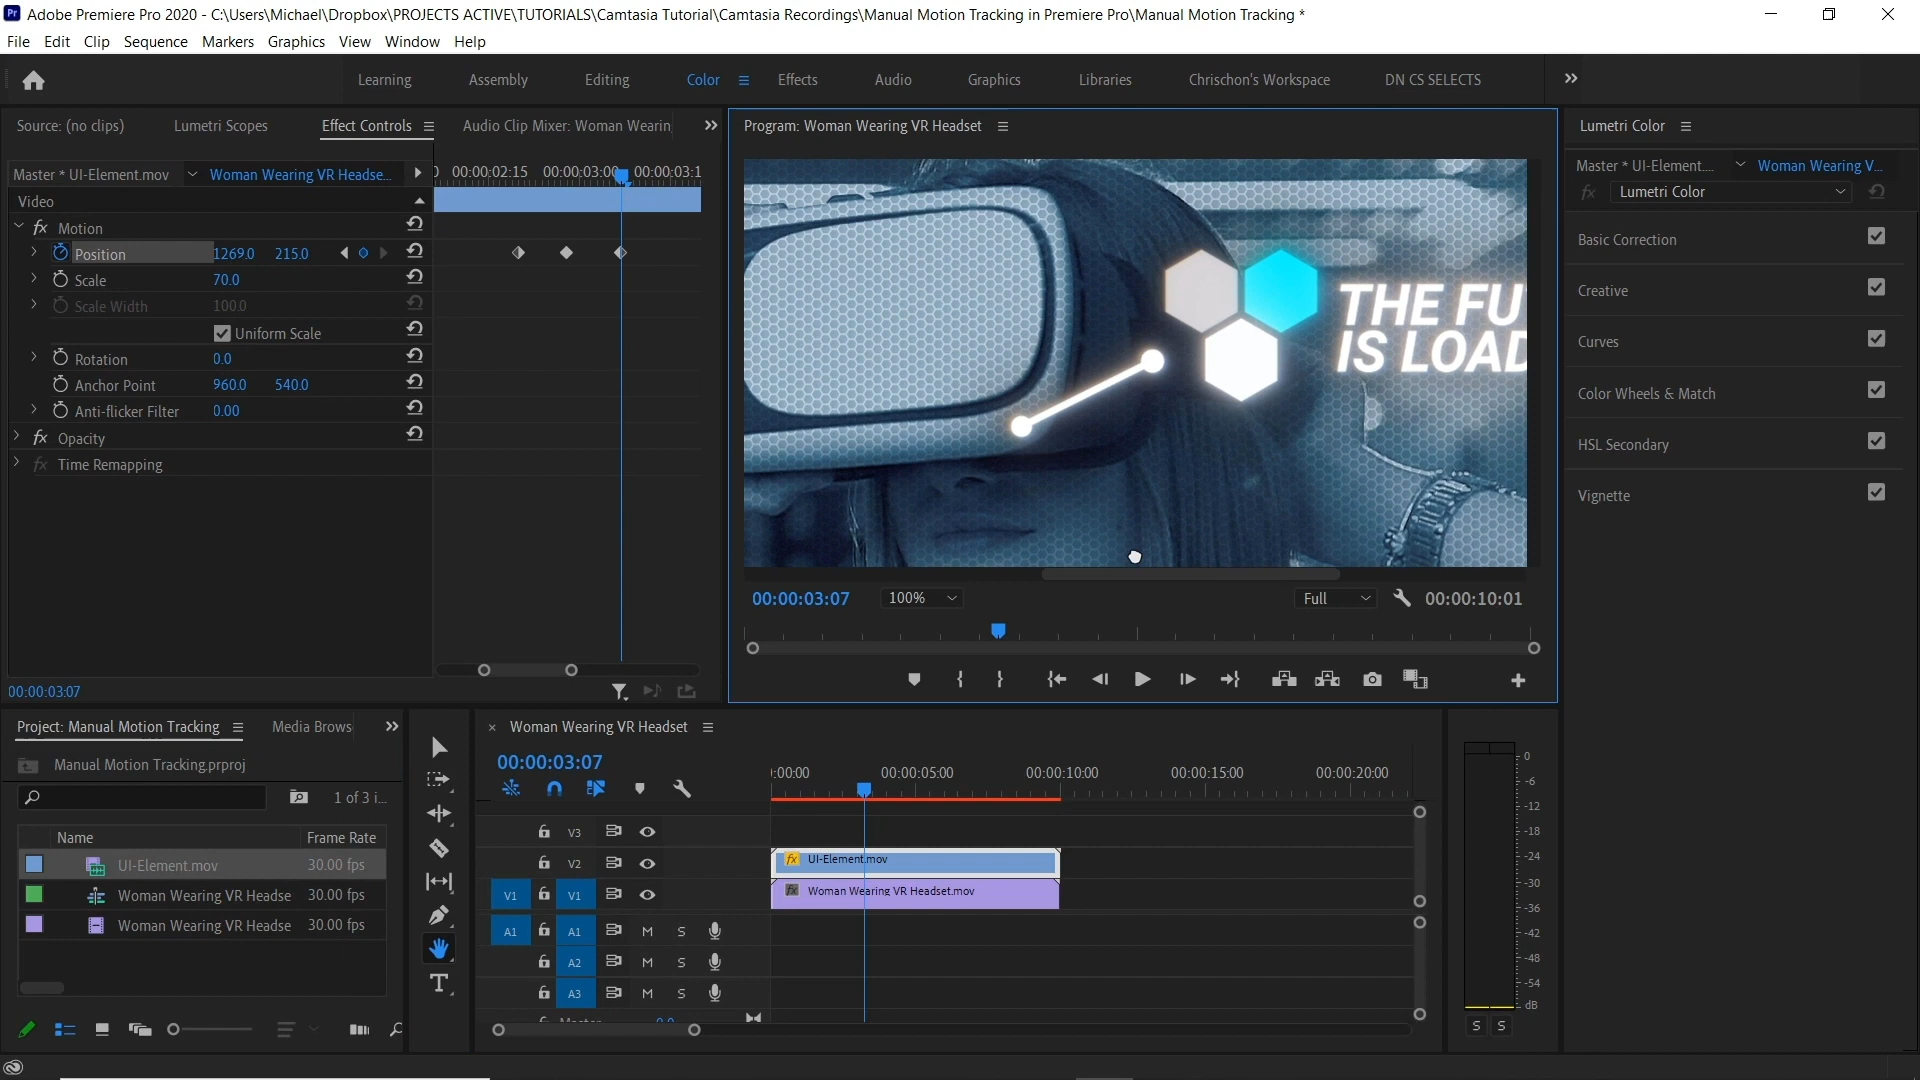 Pr Adobe Premiere Pro 2020 - C:\Users\Michael\Dropbox\PROJECTS ACTIVE\TUTORIALS\Camtasia Tutorial\Camtasia Recordings\Manual Motion Tracking in Premiere Pro\Manual Motion Tracking *
File Edit Clip Sequence Markers Graphics View Window Help
Learning Assembly Editing Color Effects Audio Graphics Libraries Chrischon's Workspace DN CS SELECTS
Source: (no clips) Lumetri Scopes Effect Controls Audio Clip Mixer: Woman Wearin
Master * UI-Element.mov Woman Wearing VR Headse...
00:00:02:15 00:00:03:00 00:00:03:1
Video
fx Motion
Position 1269.0 215.0
Scale 70.0
Scale Width 100.0
Uniform Scale
Rotation 0.0
Anchor Point 960.0 540.0
Anti-flicker Filter 0.00
fx Opacity
fx Time Remapping
00:00:03:07
Program: Woman Wearing VR Headset
THE FU
IS LOAD
00:00:03:07 100% Full 00:00:10:01
Lumetri Color
Master * UI-Element.... Woman Wearing V...
fx Lumetri Color
Basic Correction
Creative
Curves
Color Wheels & Match
HSL Secondary
Vignette
Project: Manual Motion Tracking Media Brows
Manual Motion Tracking.prproj
1 of 3 i...
Name Frame Rate
UI-Element.mov 30.00 fps
Woman Wearing VR Headse 30.00 fps
Woman Wearing VR Headse 30.00 fps
T
Woman Wearing VR Headset
00:00:03:07
:00:00 00:00:05:00 00:00:10:00 00:00:15:00 00:00:20:00
V3
V2 fx UI-Element.mov
V1 V1 fx Woman Wearing VR Headset.mov
A1 A1 M S
A2 M S
A3 M S
0
-6
-12
-18
-24
-30
-36
-42
-48
-54
dB
S S